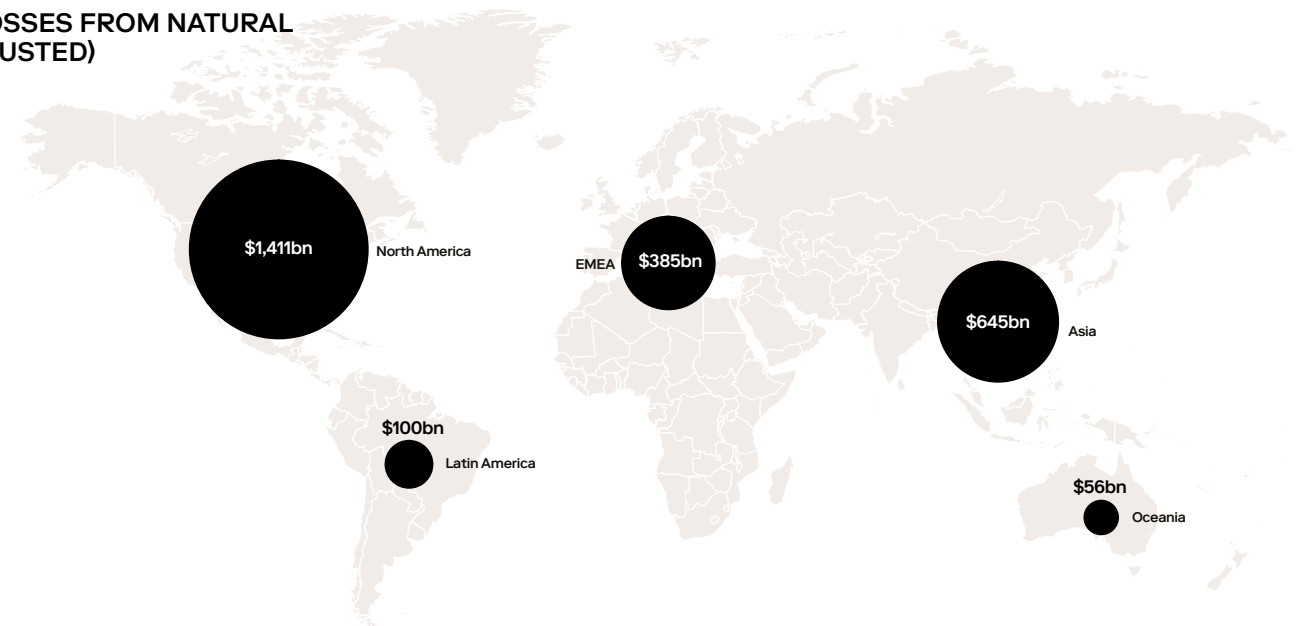 OSSES FROM NATURAL
USTED)
$1,411bn
North America
EMEA
$385bn
$645bn
Asia
$100bn
Latin America
$56bn
Oceania